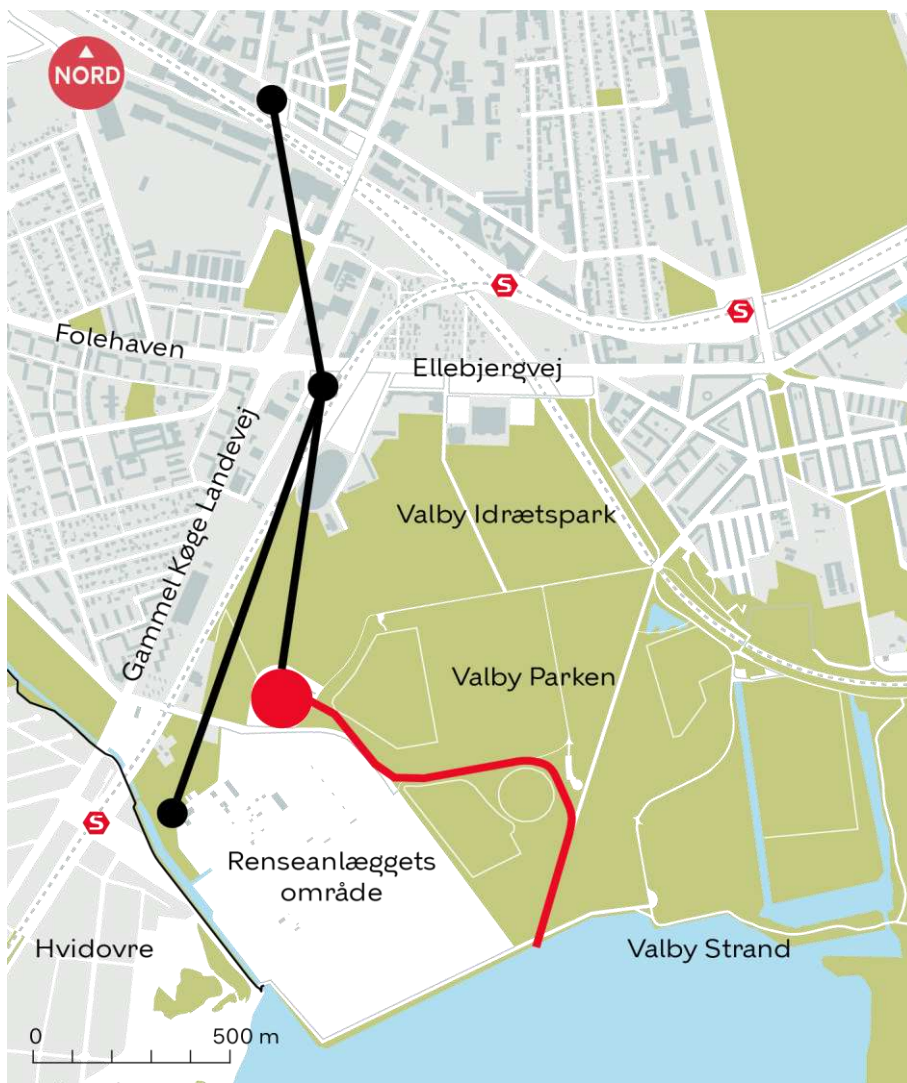 NORD
S
S
Folehaven
Ellebjergvej
Gammel Køge Landevej
Valby Idrætspark
Valby Parken
S
Renseanlæggets
område
Hvidovre
Valby Strand
0 500 m